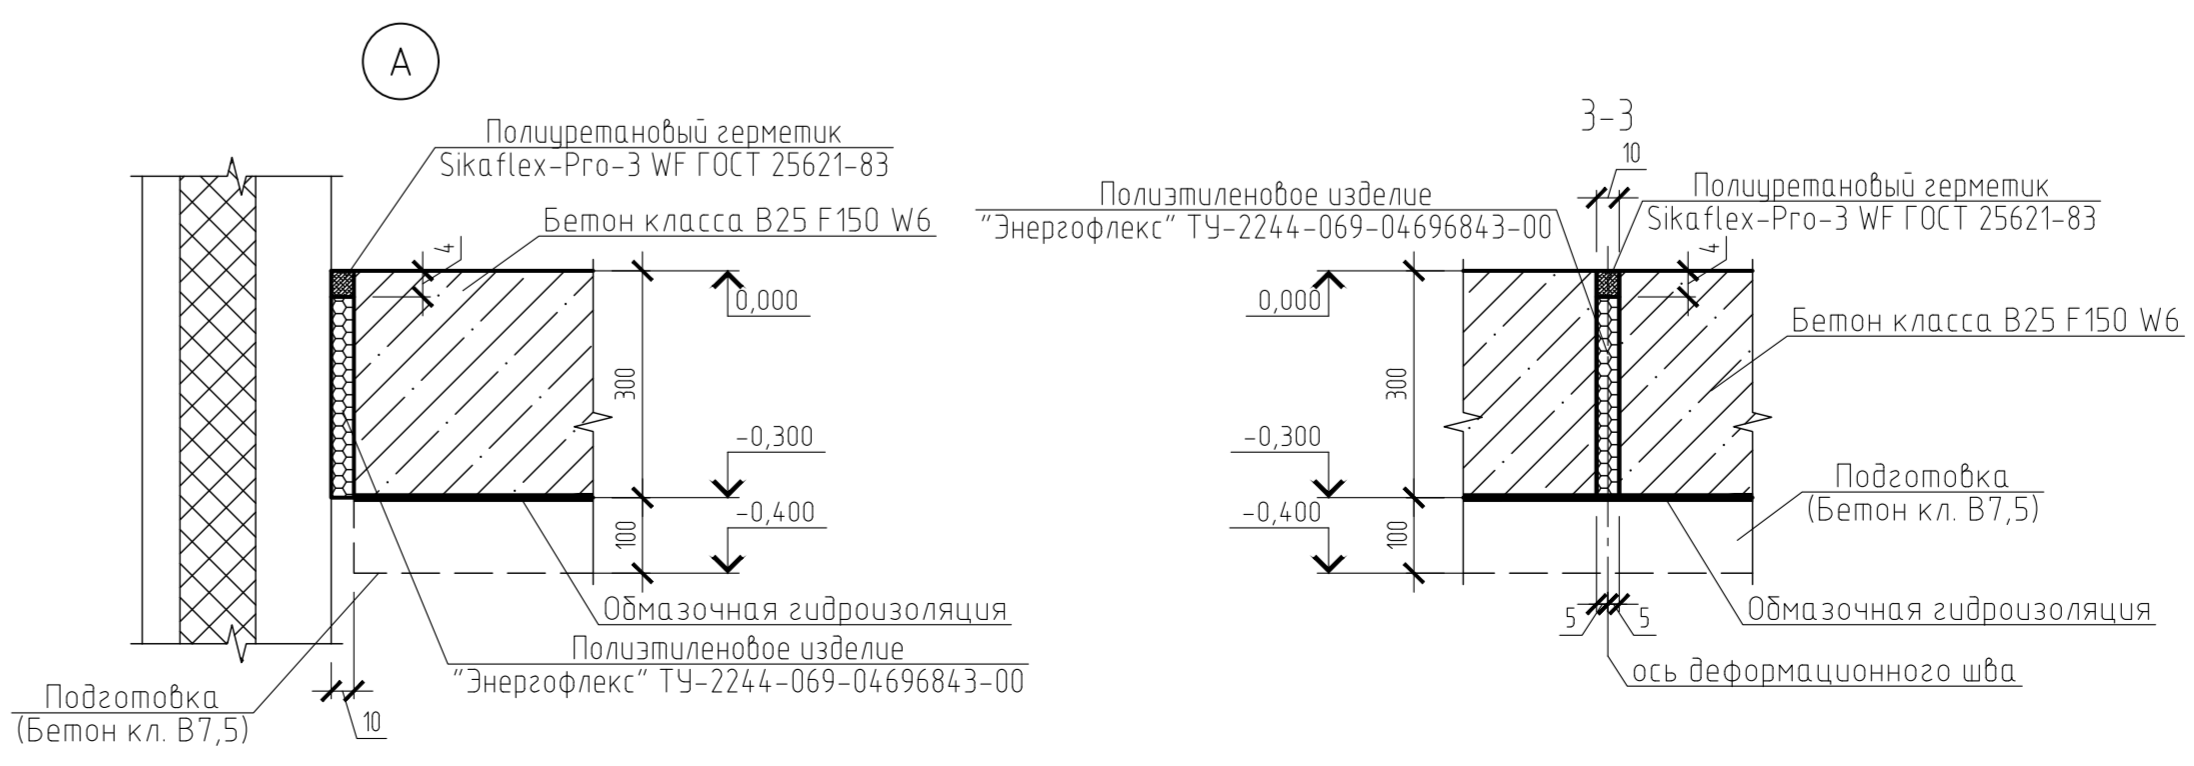 А
Полиуретановый герметик
Sikaflex-Pro-3 WF ГОСТ 25621-83
Бетон класса В25 F150 W6
4
0,000
300
-0,300
-0,400
100
Обмазочная гидроизоляция
Полиэтиленовое изделие
"Энергофлекс" ТУ-2244-069-04696843-00
Подготовка
(Бетон кл. В7,5)
10
3-3
10
Полиэтиленовое изделие
"Энергофлекс" ТУ-2244-069-04696843-00
Полиуретановый герметик
Sikaflex-Pro-3 WF ГОСТ 25621-83
4
0,000
Бетон класса В25 F150 W6
300
-0,300
-0,400
100
Подготовка
(Бетон кл. В7,5)
Обмазочная гидроизоляция
5
5
ось деформационного шва